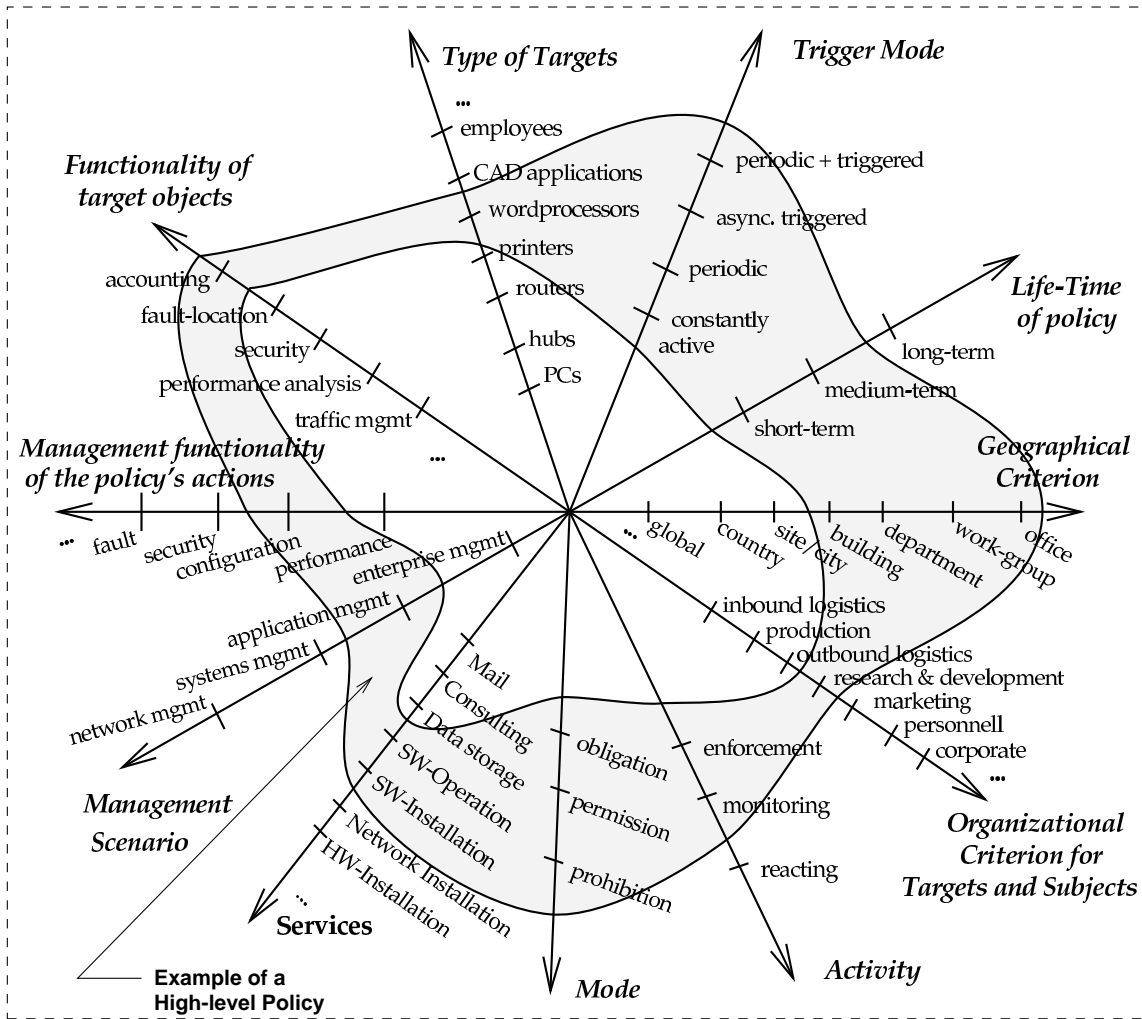 Type of Targets
...
employees
CAD applications
wordprocessors
printers
routers
hubs
PCs
Trigger Mode
periodic + triggered
async. triggered
periodic
constantly
active
Functionality of
target objects
accounting
fault-location
security
performance analysis
traffic mgmt
...
Life-Time
of policy
long-term
medium-term
short-term
Management functionality
of the policy's actions
... fault
security
configuration
performance
Geographical
Criterion
...
global
country
site/city
building
department
work-group
office
enterprise mgmt
application mgmt
systems mgmt
network mgmt
Management
Scenario
inbound logistics
production
outbound logistics
research & development
marketing
personnell
corporate
...
Organizational
Criterion for
Targets and Subjects
Mail
Consulting
Data storage
SW-Operation
SW-Installation
Network Installation
HW-Installation
...
Services
obligation
permission
prohibition
Mode
enforcement
monitoring
reacting
Activity
Example of a
High-level Policy